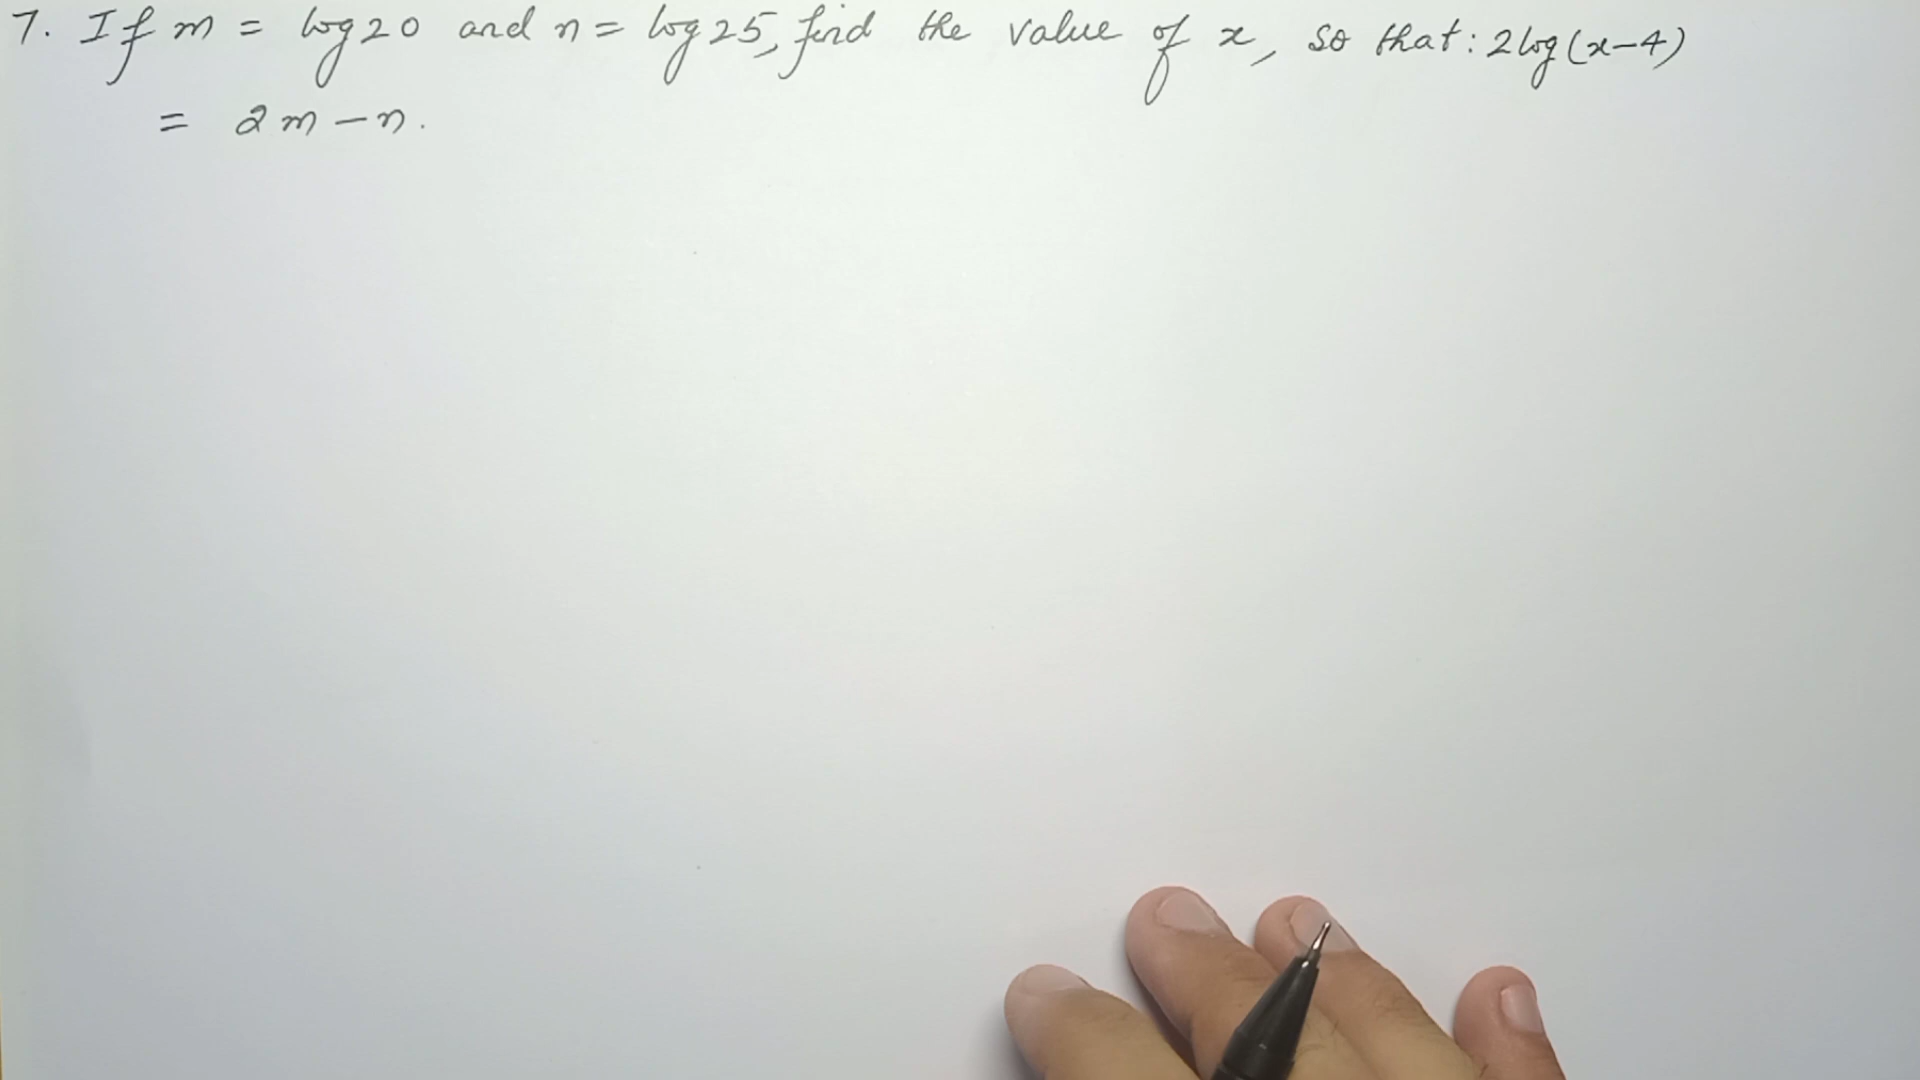 7. If m = log 20 and n = log 25, find the value of x, so that: 2 log (x-4)
= 2m - n.